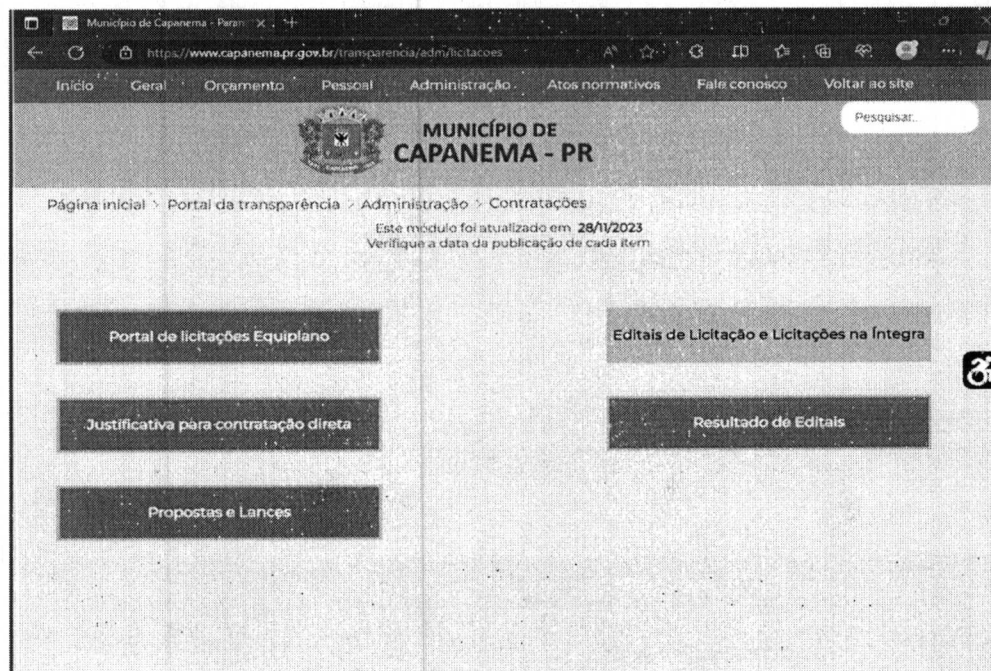 Município de Capanema - Paran
https://www.capanema.pr.gov.br/transparencia/adm/licitacoes
Início Geral Orçamento Pessoal Administração Atos normativos Fale conosco Voltar ao site
Pesquisar..
MUNICÍPIO DE
CAPANEMA - PR
Página inicial > Portal da transparência > Administração > Contratações
Este módulo foi atualizado em 28/11/2023
Verifique a data da publicação de cada item
Portal de licitações Equiplano
Editais de Licitação e Licitações na Íntegra
Justificativa para contratação direta
Resultado de Editais
Propostas e Lances